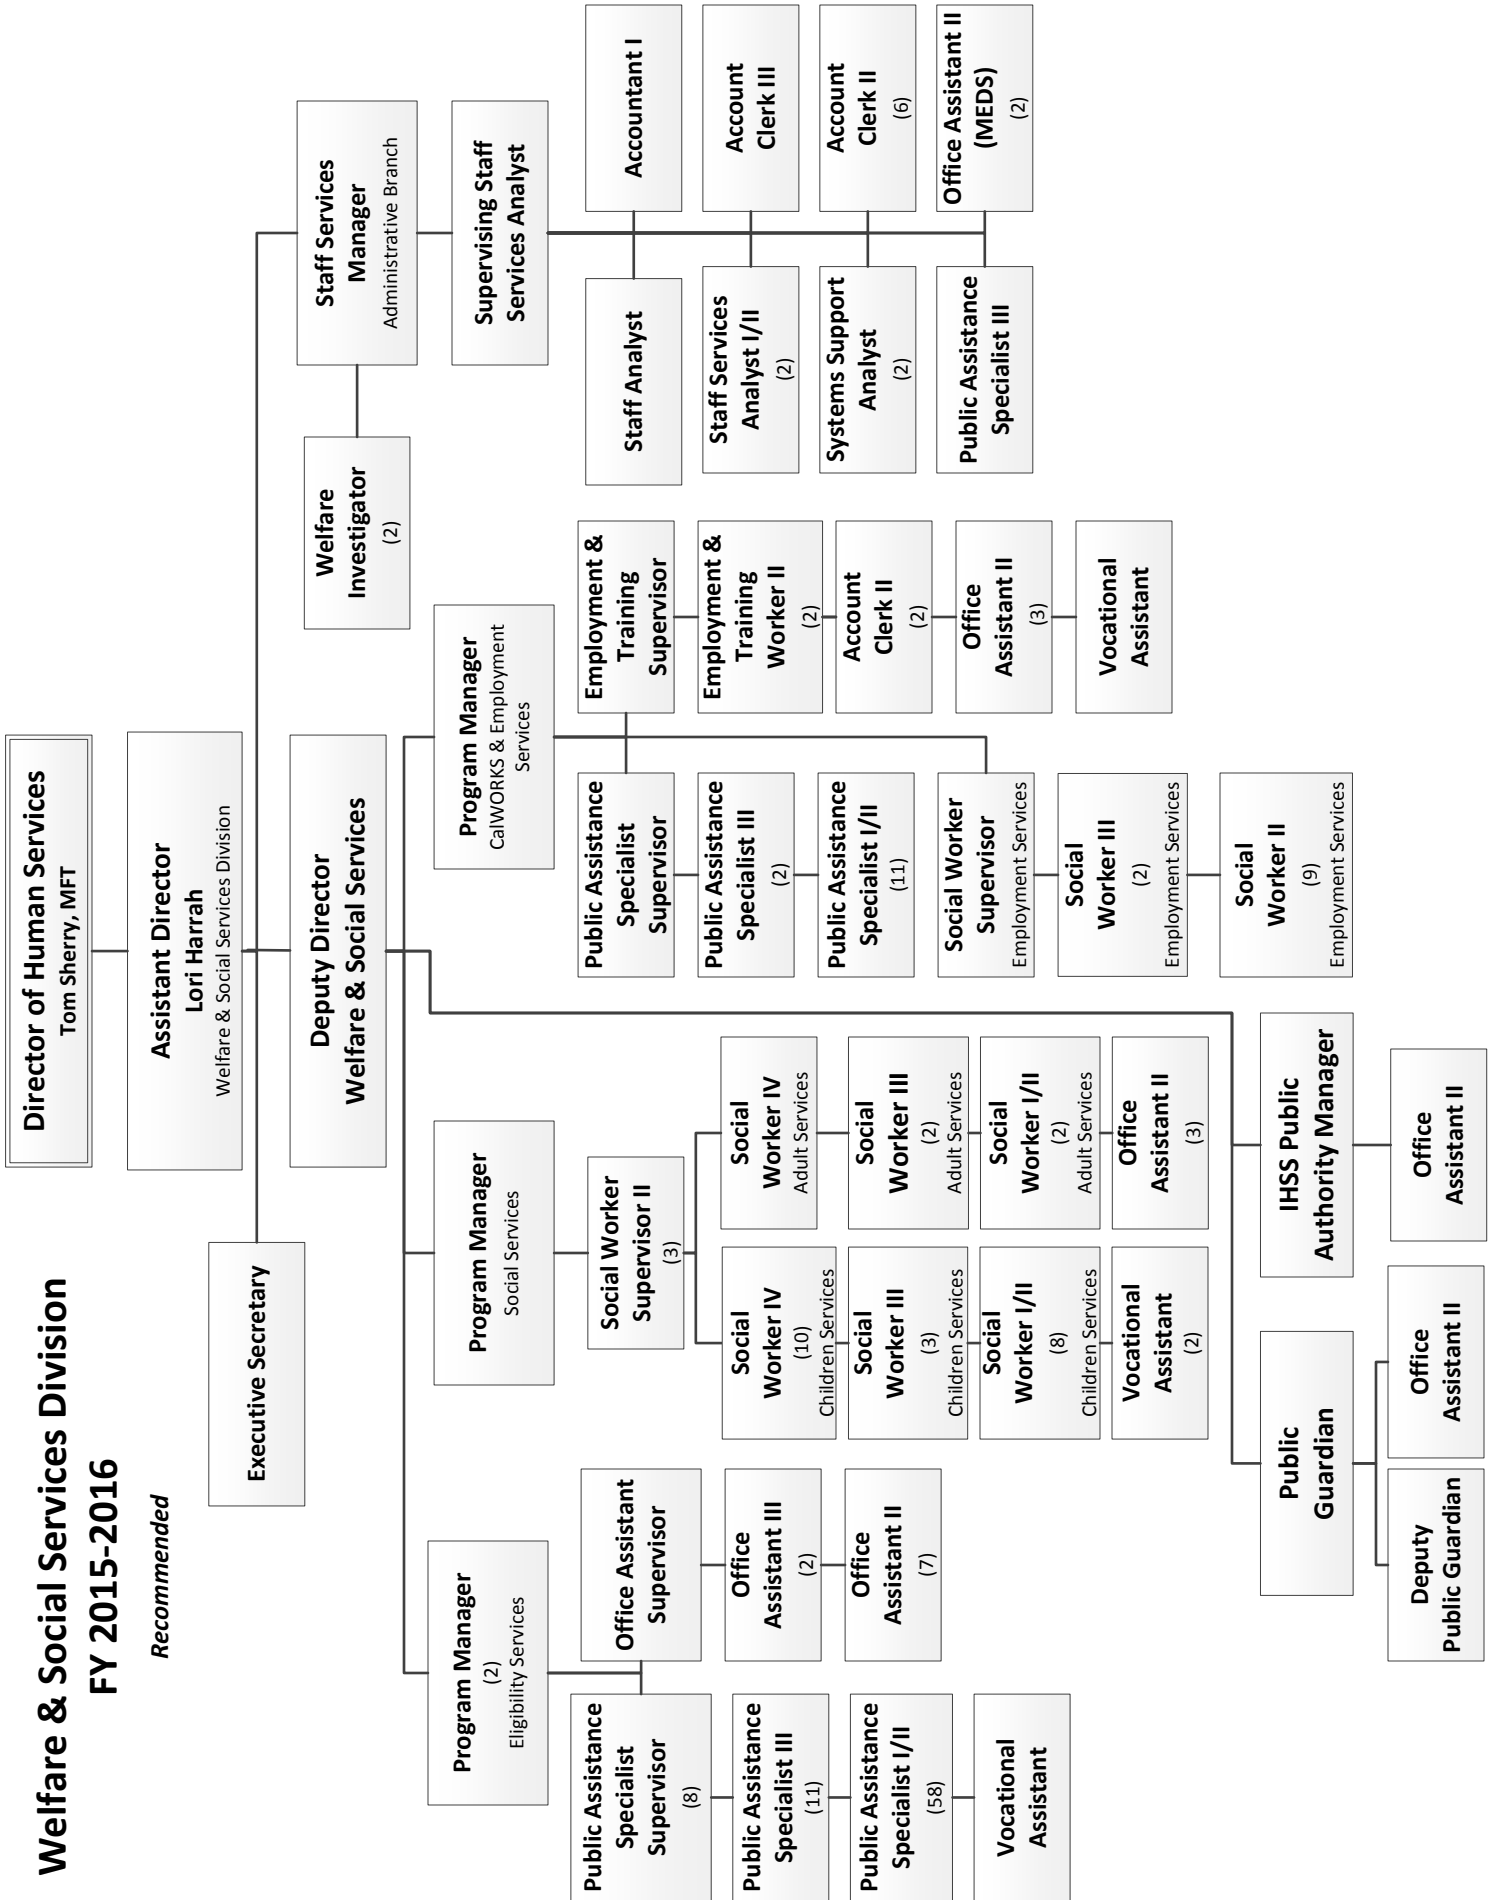 Welfare & Social Services Division
FY 2015-2016
Recommended
Director of Human Services
Tom Sherry, MFT
Assistant Director
Lori Harrah
Welfare & Social Services Division
Executive Secretary
Deputy Director
Welfare & Social Services
Staff Services
Manager
Administrative Branch
Welfare
Investigator
(2)
Supervising Staff
Services Analyst
Staff Analyst
Accountant I
Staff Services
Analyst I/II
(2)
Account
Clerk III
Systems Support
Analyst
(2)
Account
Clerk II
(6)
Public Assistance
Specialist III
Office Assistant II
(MEDS)
(2)
Program Manager
(2)
Eligibility Services
Public Assistance
Specialist
Supervisor
(8)
Public Assistance
Specialist III
(11)
Public Assistance
Specialist I/II
(58)
Vocational
Assistant
Office Assistant
Supervisor
Office
Assistant III
(2)
Office
Assistant II
(7)
Program Manager
Social Services
Social Worker
Supervisor II
(3)
Social
Worker IV
(10)
Children Services
Social
Worker III
(3)
Children Services
Social
Worker I/II
(8)
Children Services
Vocational
Assistant
(2)
Social
Worker IV
Adult Services
Social
Worker III
(2)
Adult Services
Social
Worker I/II
(2)
Adult Services
Office
Assistant II
(3)
Program Manager
CalWORKS & Employment
Services
Public Assistance
Specialist
Supervisor
Public Assistance
Specialist III
(2)
Public Assistance
Specialist I/II
(11)
Social Worker
Supervisor
Employment Services
Social
Worker III
(2)
Employment Services
Social
Worker II
(9)
Employment Services
Employment &
Training
Supervisor
Employment &
Training
Worker II
(2)
Account
Clerk II
(2)
Office
Assistant II
(3)
Vocational
Assistant
Public
Guardian
Deputy
Public Guardian
Office
Assistant II
IHSS Public
Authority Manager
Office
Assistant II